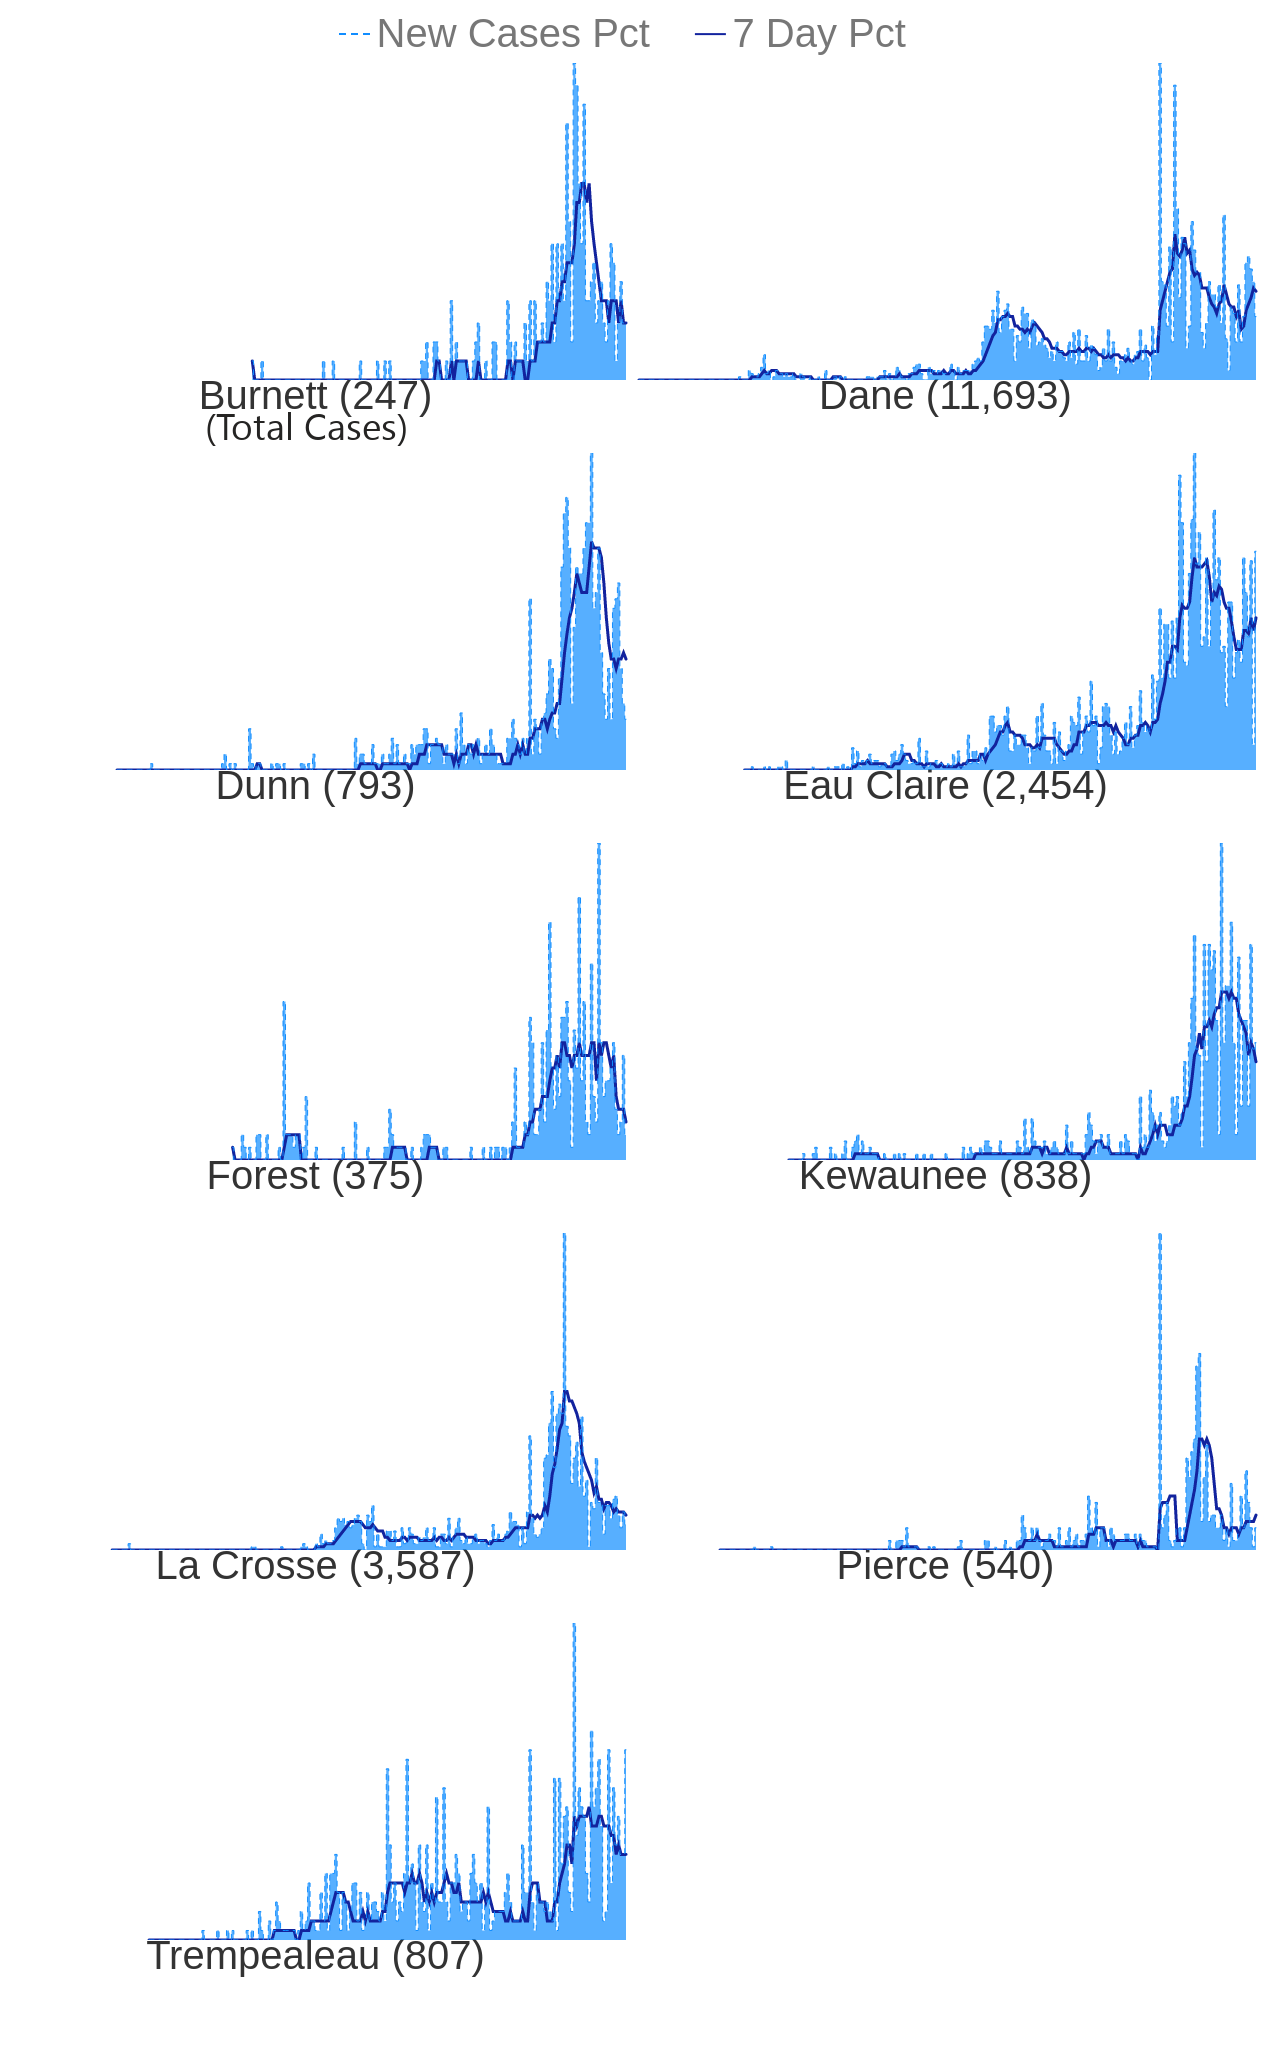 New Cases Pct 7 Day Pct
Burnett (247)
(Total Cases)
Dane (11,693)
Dunn (793)
Eau Claire (2,454)
Forest (375)
Kewaunee (838)
La Crosse (3,587)
Pierce (540)
Trempealeau (807)